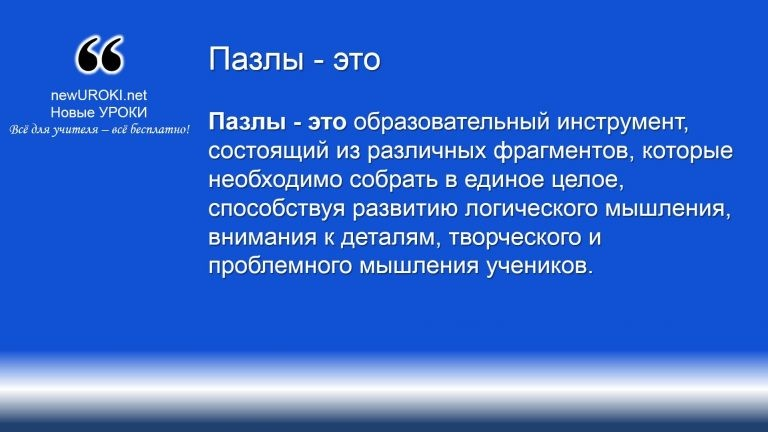 “
newUROKI.net
Новые УРОКИ
Всё для учителя – всё бесплатно!
Пазлы - это
Пазлы - это образовательный инструмент,
состоящий из различных фрагментов, которые
необходимо собрать в единое целое,
способствуя развитию логического мышления,
внимания к деталям, творческого и
проблемного мышления учеников.